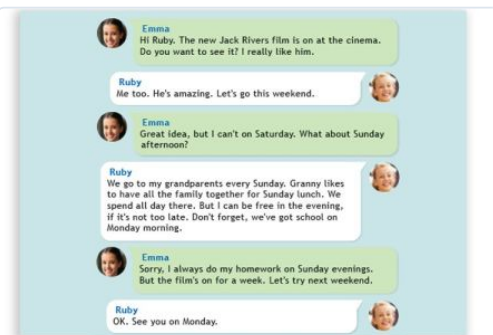 Emma
Hi Ruby. The new Jack Rivers film is on at the cinema.
Do you want to see it? I really like him.
Ruby
Me too. He's amazing. Let's go this weekend.
Emma
Great idea, but I can't on Saturday. What about Sunday
afternoon?
Ruby
We go to my grandparents every Sunday. Granny likes
to have all the family together for Sunday lunch. We
spend all day there. But I can be free in the evening,
if it's not too late. Don't forget, we've got school on
Monday morning.
Emma
Sorry, I always do my homework on Sunday evenings.
But the film's on for a week. Let's try next weekend.
Ruby
OK. See you on Monday.